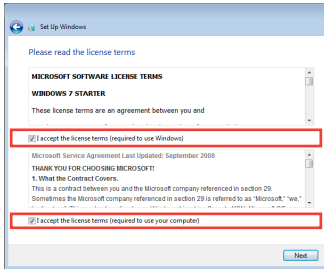 Set Up Windows
Please read the license terms
MICROSOFT SOFTWARE LICENSE TERMS
WINDOWS 7 STARTER
These license terms are an agreement between you and
I accept the license terms (required to use Windows)
Microsoft Service Agreement Last Updated: September 2008
THANK YOU FOR CHOOSING MICROSOFT!
1. What the Contract Covers.
This is a contract between you and the Microsoft company referenced in section 29.
Sometimes the Microsoft company referenced in section 29 is referred to as "Microsoft," "we,"
I accept the license terms (required to use your computer)
Next